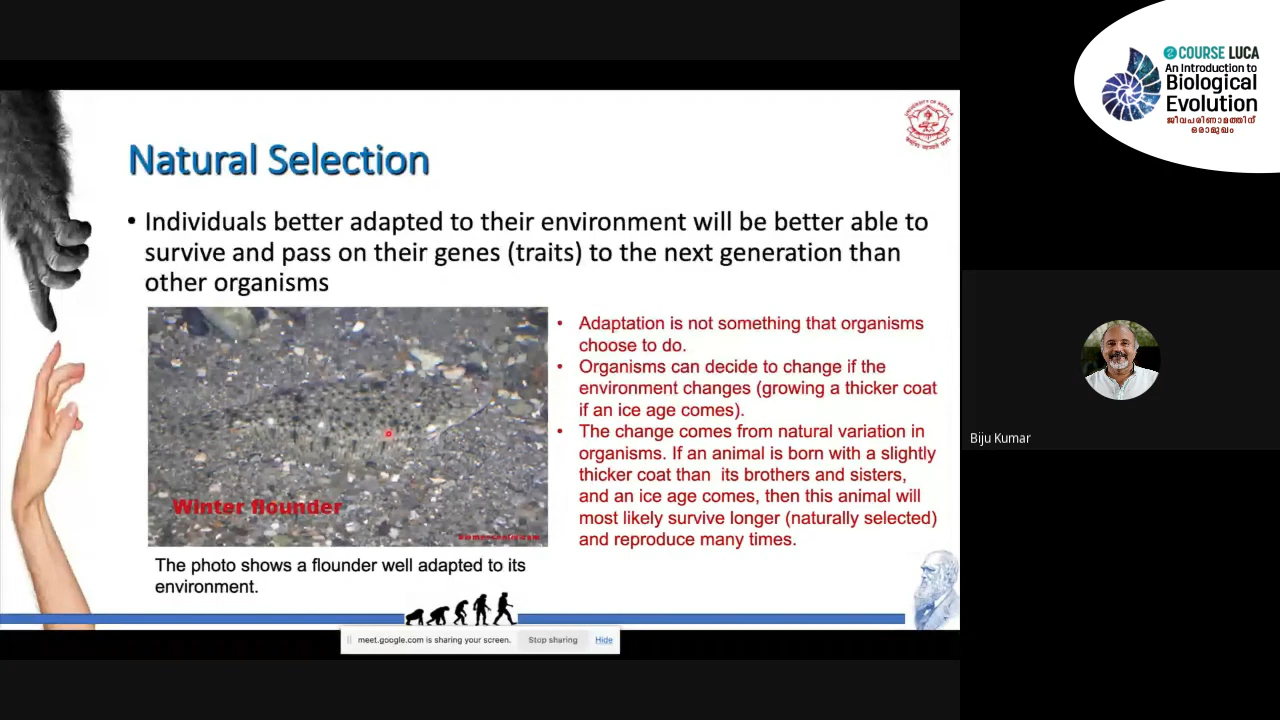 COURSE LUCA
An Introduction to
Biological
Evolution
ജീവപരിണാമത്തിന്
ഒരാമുഖം
UNIVERSITY OF KERALA
Natural Selection
• Individuals better adapted to their environment will be better able to
survive and pass on their genes (traits) to the next generation than
other organisms
Winter flounder
The photo shows a flounder well adapted to its
environment.
• Adaptation is not something that organisms
choose to do.
• Organisms can decide to change if the
environment changes (growing a thicker coat
if an ice age comes).
• The change comes from natural variation in
organisms. If an animal is born with a slightly
thicker coat than its brothers and sisters,
and an ice age comes, then this animal will
most likely survive longer (naturally selected)
and reproduce many times.
Biju Kumar
meet.google.com is sharing your screen.
Stop sharing
Hide